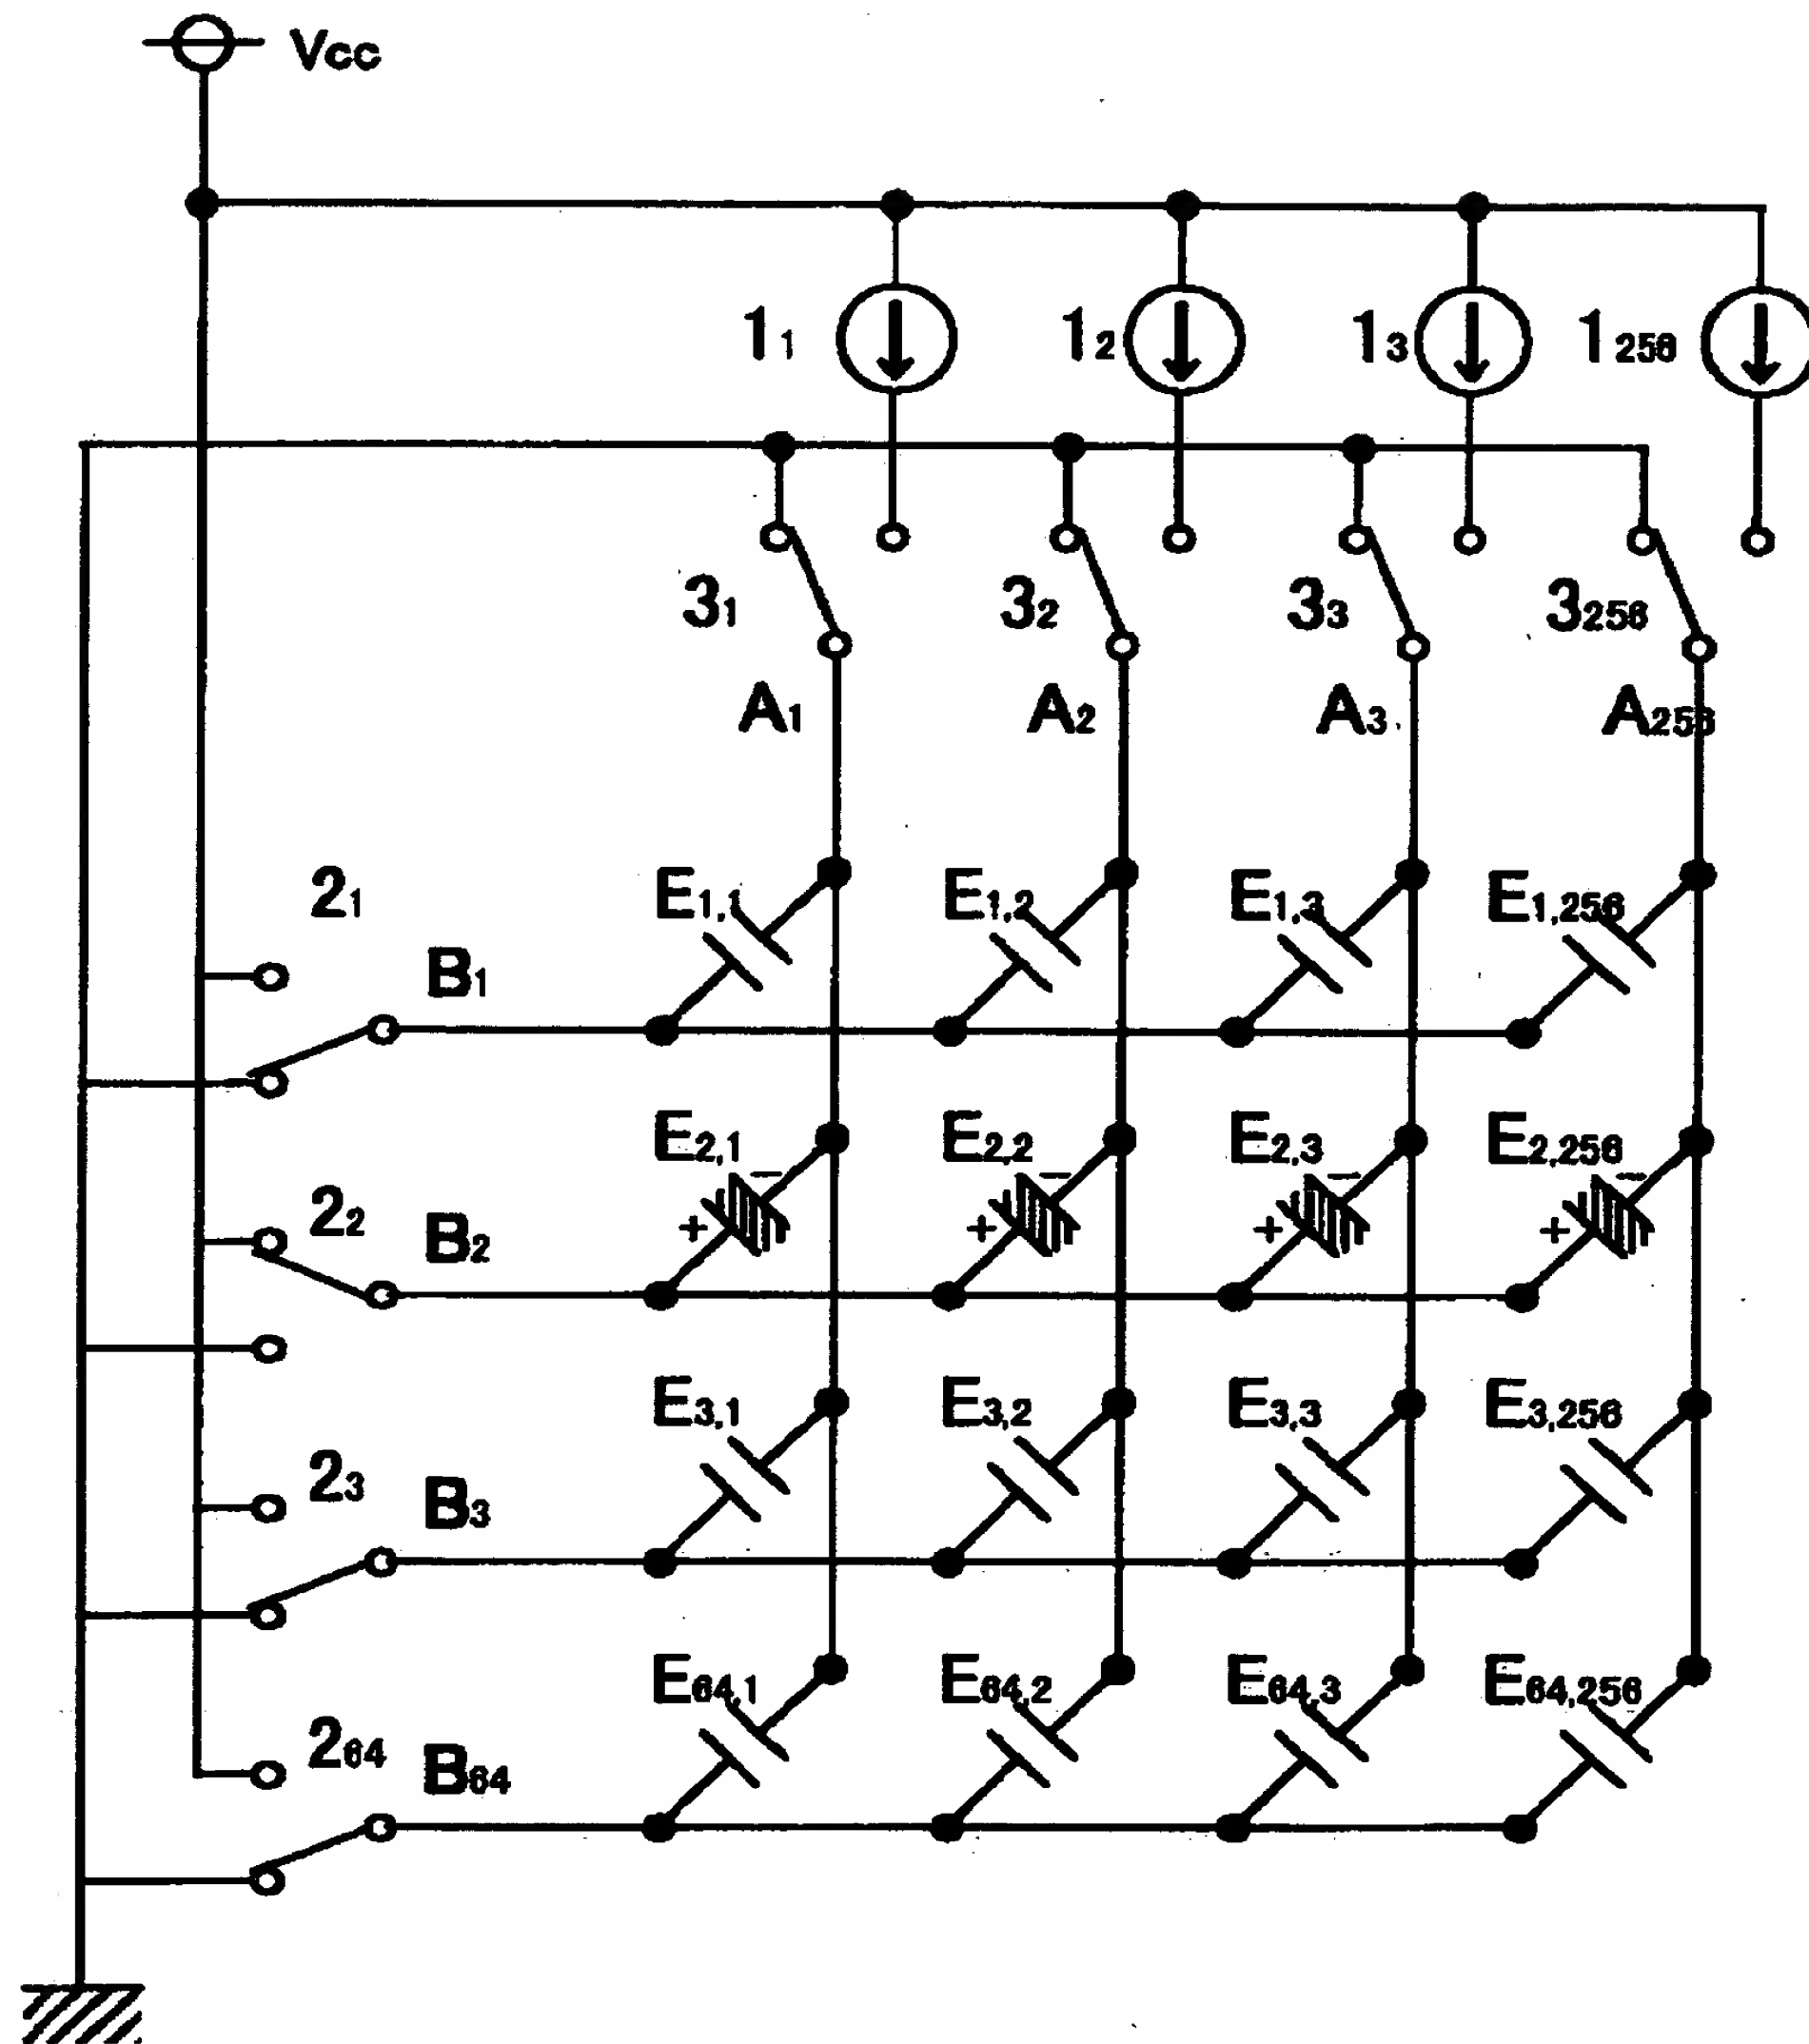 Vcc
1₁ 1₂ 1₃ 1₂₅₆
3₁ 3₂ 3₃ 3₂₅₆
A₁ A₂ A₃ A₂₅₆
2₁ E₁,₁ E₁,₂ E₁,₃ E₁,₂₅₆
B₁
E₂,₁ E₂,₂ E₂,₃ E₂,₂₅₆
− − − −
2₂ B₂ + + + +
E₃,₁ E₃,₂ E₃,₃ E₃,₂₅₆
2₃ B₃
E₆₄,₁ E₆₄,₂ E₆₄,₃ E₆₄,₂₅₆
2₆₄ B₆₄